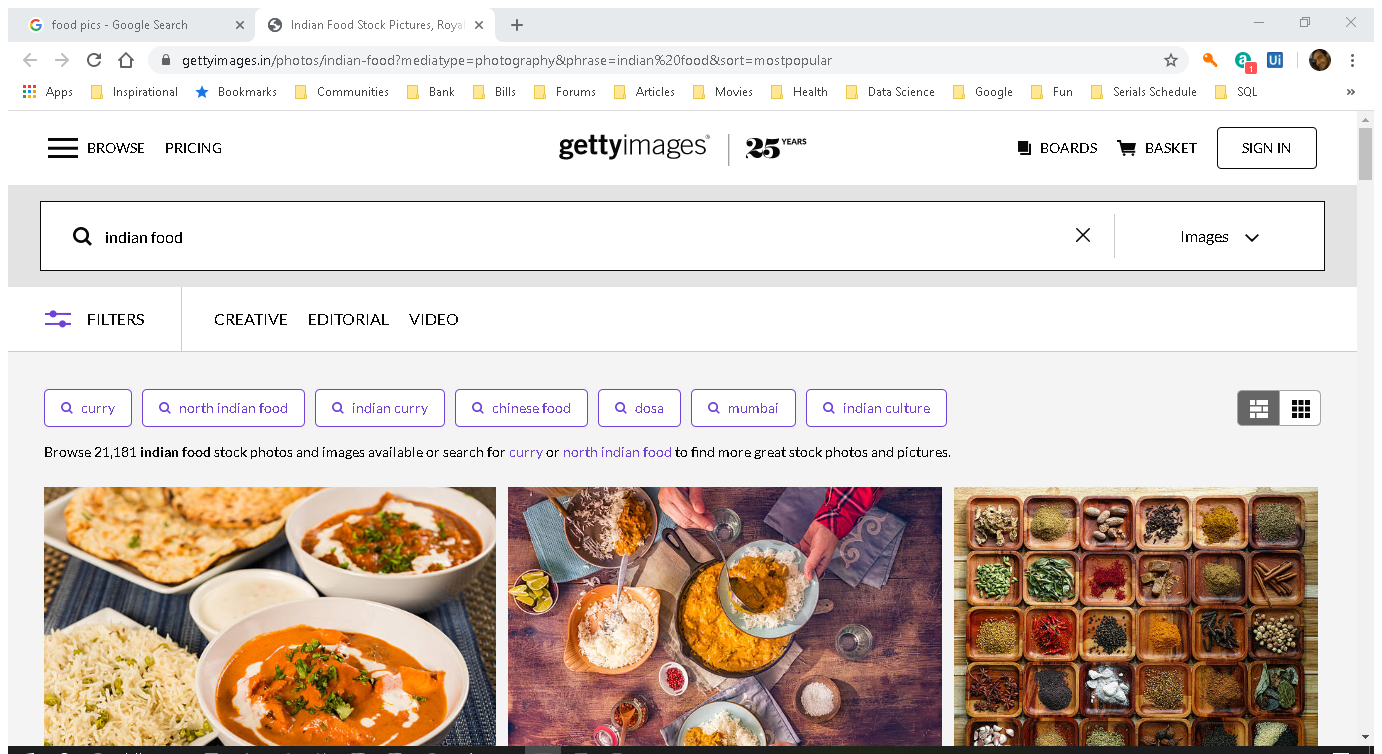 food pics - Google Search
Indian Food Stock Pictures, Roya
gettyimages.in/photos/indian-food?mediatype=photography&phrase=indian%20food&sort=mostpopular
a 1 Ui
Apps Inspirational Bookmarks Communities Bank Bills Forums Articles Movies Health Data Science Google Fun Serials Schedule SQL »
BROWSE PRICING gettyimages® 25 YEARS BOARDS BASKET SIGN IN
indian food Images
FILTERS CREATIVE EDITORIAL VIDEO
curry north indian food indian curry chinese food dosa mumbai indian culture
Browse 21,181 indian food stock photos and images available or search for curry or north indian food to find more great stock photos and pictures.